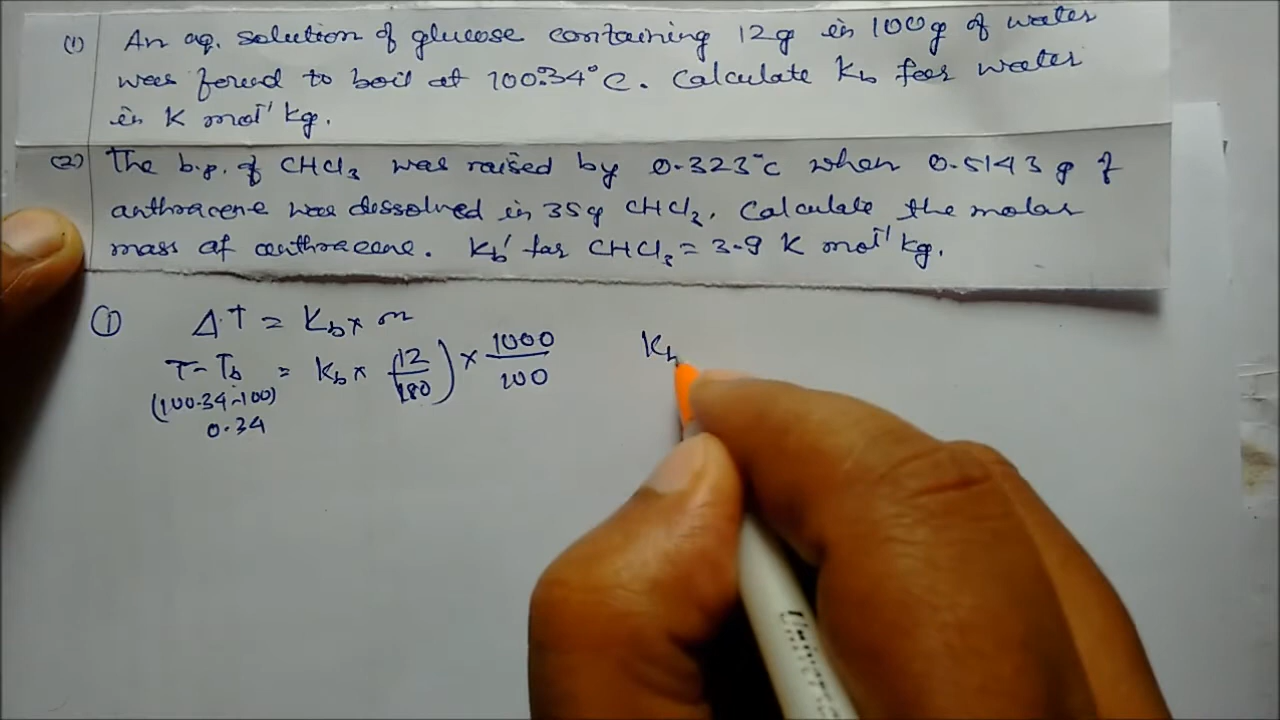 (1) An aq. solution of glucose containing 12g in 100g of water
was found to boil at 100.34°C. Calculate Kb for water
in K mol⁻¹ kg.
(2) The b.p. of CHCl₃ was raised by 0.323°C when 0.5143 g of
anthracene was dissolved in 35g CHCl₃. Calculate the molar
mass of anthracene. Kb' for CHCl₃ = 3.9 K mol⁻¹ kg.
① ΔT = Kb × m
T - Tb = Kb × (12/180) × 1000/100
(100.34-100)
0.34
Kb
Universa